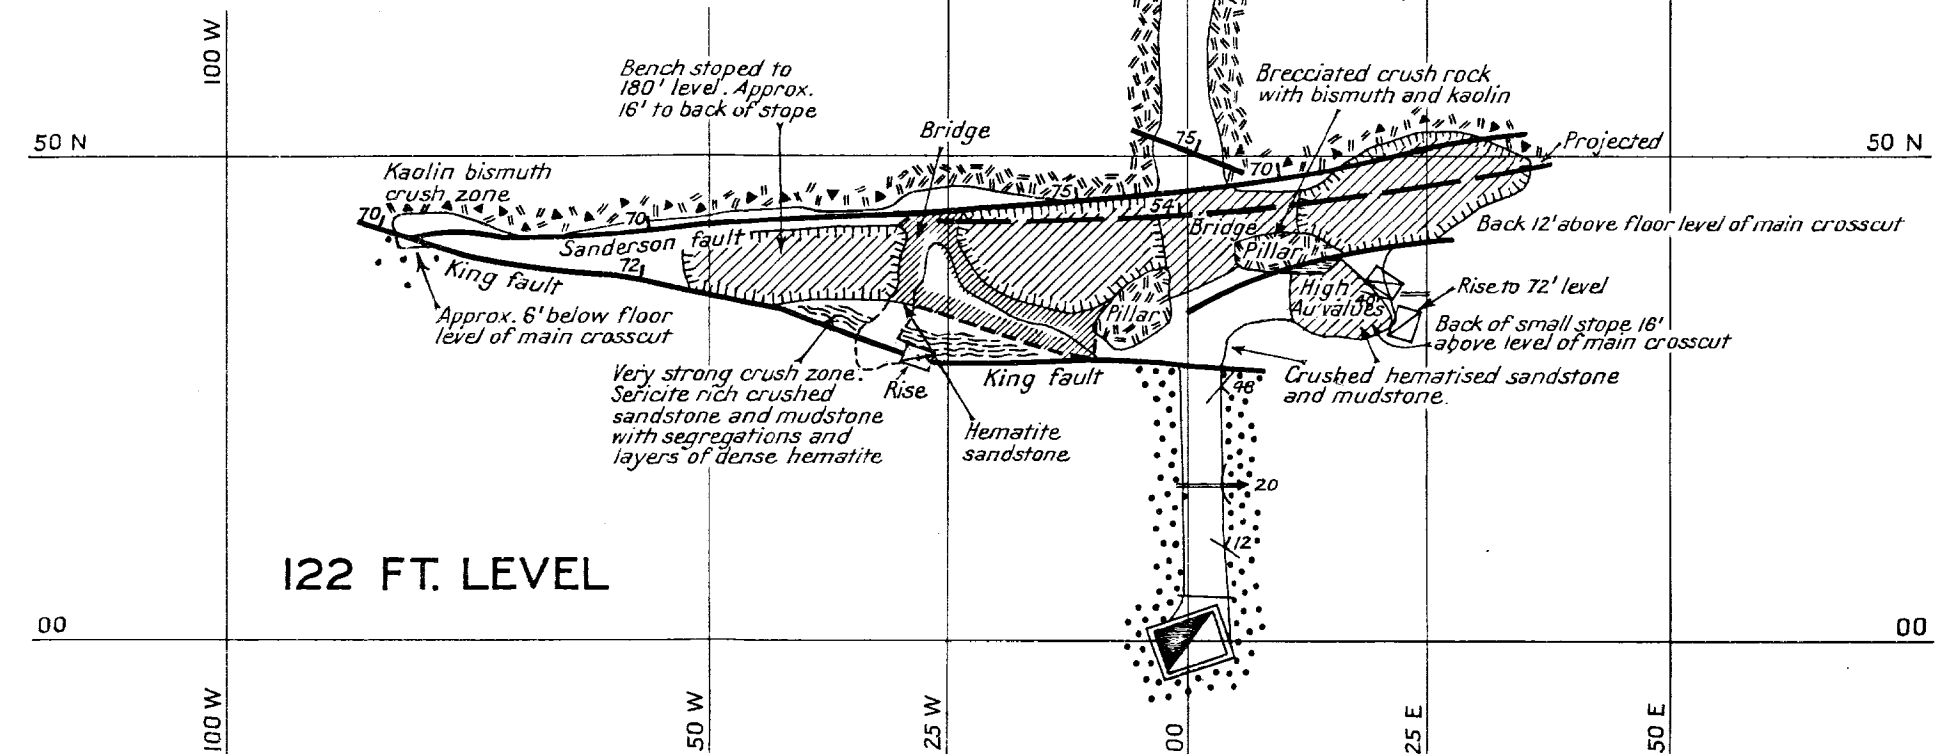 100 W
Bench stoped to
180' level. Approx.
16' to back of stope
Brecciated crush rock
with bismuth and kaolin
Bridge
50 N
75
Projected
50 N
Kaolin bismuth
crush zone
70
75
70
70
54
Sanderson fault
Bridge
Back 12' above floor level of main crosscut
King fault
72
Pillar
High
Au values
40
Rise to 72' level
Approx. 6' below floor
level of main crosscut
Pillar
Back of small stope 16'
above level of main crosscut
Very strong crush zone.
Sericite rich crushed
sandstone and mudstone
with segregations and
layers of dense hematite
Rise
King fault
48
Crushed hematised sandstone
and mudstone.
Hematite
sandstone
20
12
122 FT. LEVEL
00
00
100 W
50 W
25 W
00
25 E
50 E